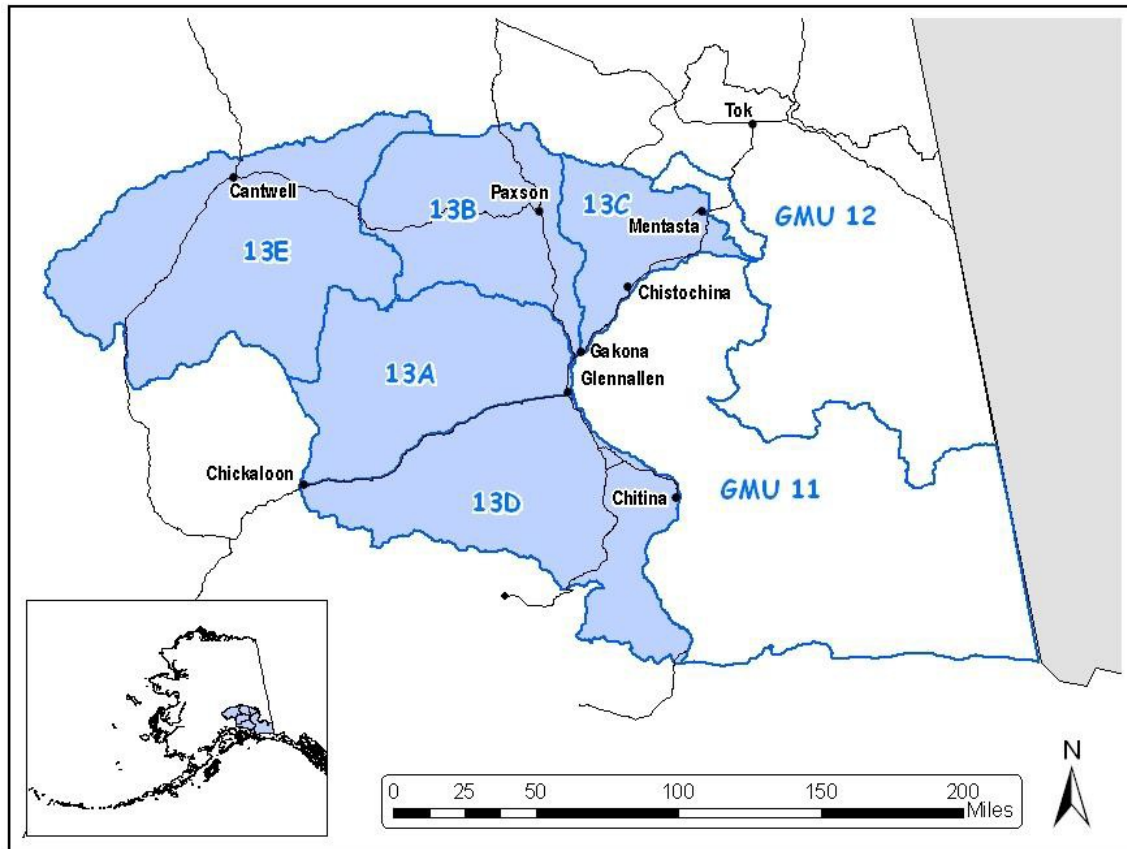 Tok
Cantwell
Paxson
13B
13C
Mentasta
GMU 12
13E
Chistochina
Gakona
13A
Glennallen
Chickaloon
13D
Chitina
GMU 11
N
0 25 50 100 150 200
Miles